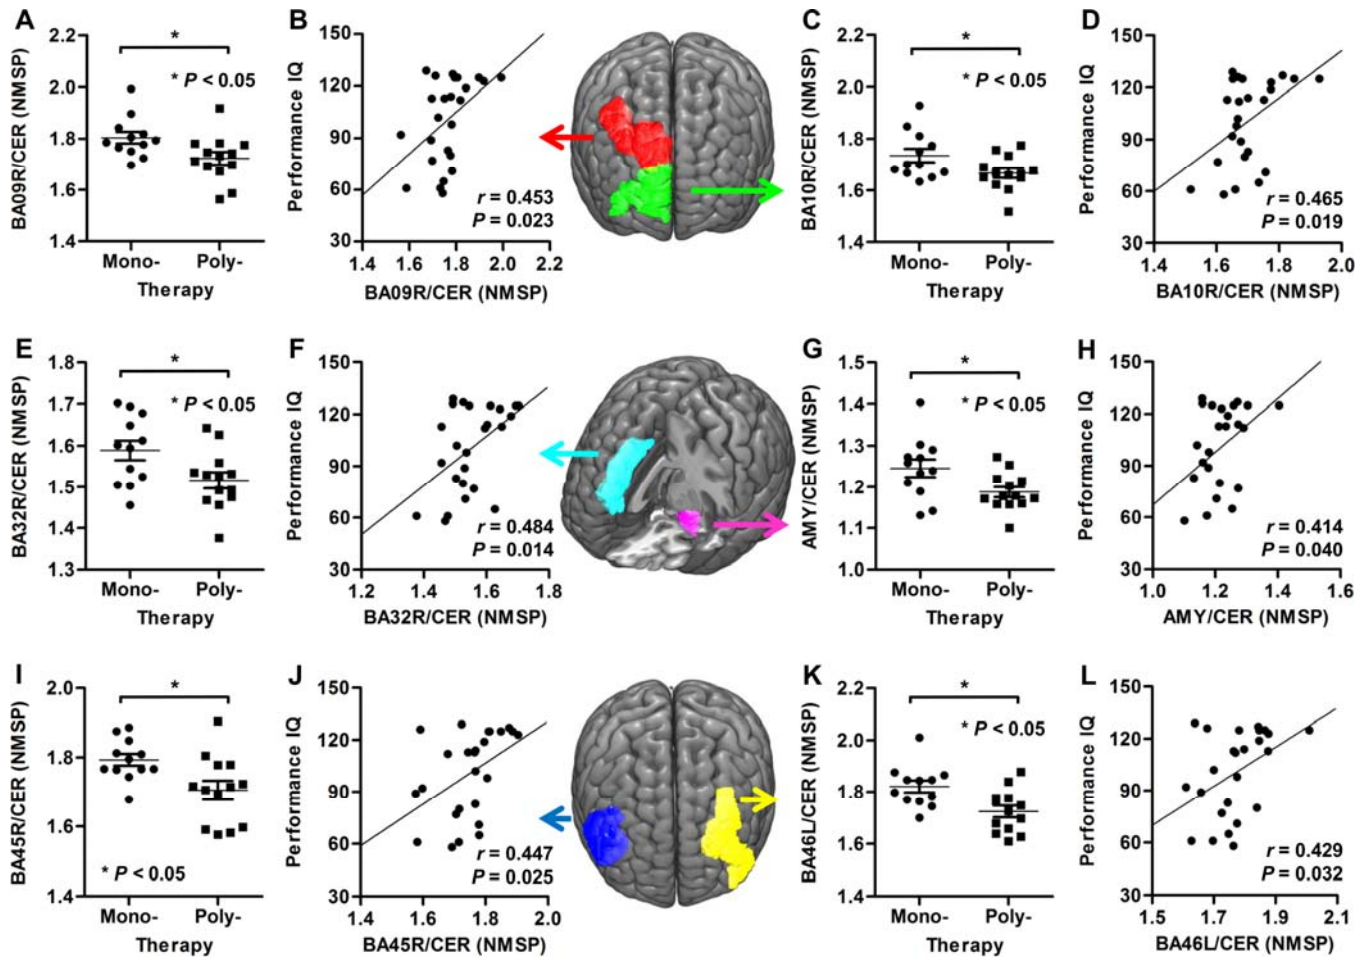 A
BA09R/CER (NMSP)
2.2
2.0
1.8
1.6
1.4
*
* P < 0.05
Mono-
Poly-
Therapy
B
Performance IQ
150
120
90
60
30
r = 0.453
P = 0.023
1.4 1.6 1.8 2.0 2.2
BA09R/CER (NMSP)
C
BA10R/CER (NMSP)
2.2
2.0
1.8
1.6
1.4
*
* P < 0.05
Mono-
Poly-
Therapy
D
Performance IQ
150
120
90
60
30
r = 0.465
P = 0.019
1.4 1.6 1.8 2.0
BA10R/CER (NMSP)
E
BA32R/CER (NMSP)
1.8
1.7
1.6
1.5
1.4
1.3
*
* P < 0.05
Mono-
Poly-
Therapy
F
Performance IQ
150
120
90
60
30
r = 0.484
P = 0.014
1.2 1.4 1.6 1.8
BA32R/CER (NMSP)
G
AMY/CER (NMSP)
1.5
1.4
1.3
1.2
1.1
1.0
*
* P < 0.05
Mono-
Poly-
Therapy
H
Performance IQ
150
120
90
60
30
r = 0.414
P = 0.040
1.0 1.2 1.4 1.6
AMY/CER (NMSP)
I
BA45R/CER (NMSP)
2.0
1.8
1.6
1.4
*
* P < 0.05
Mono-
Poly-
Therapy
J
Performance IQ
150
120
90
60
30
r = 0.447
P = 0.025
1.4 1.6 1.8 2.0
BA45R/CER (NMSP)
K
BA46L/CER (NMSP)
2.2
2.0
1.8
1.6
1.4
*
* P < 0.05
Mono-
Poly-
Therapy
L
Performance IQ
150
120
90
60
30
r = 0.429
P = 0.032
1.5 1.7 1.9 2.1
BA46L/CER (NMSP)